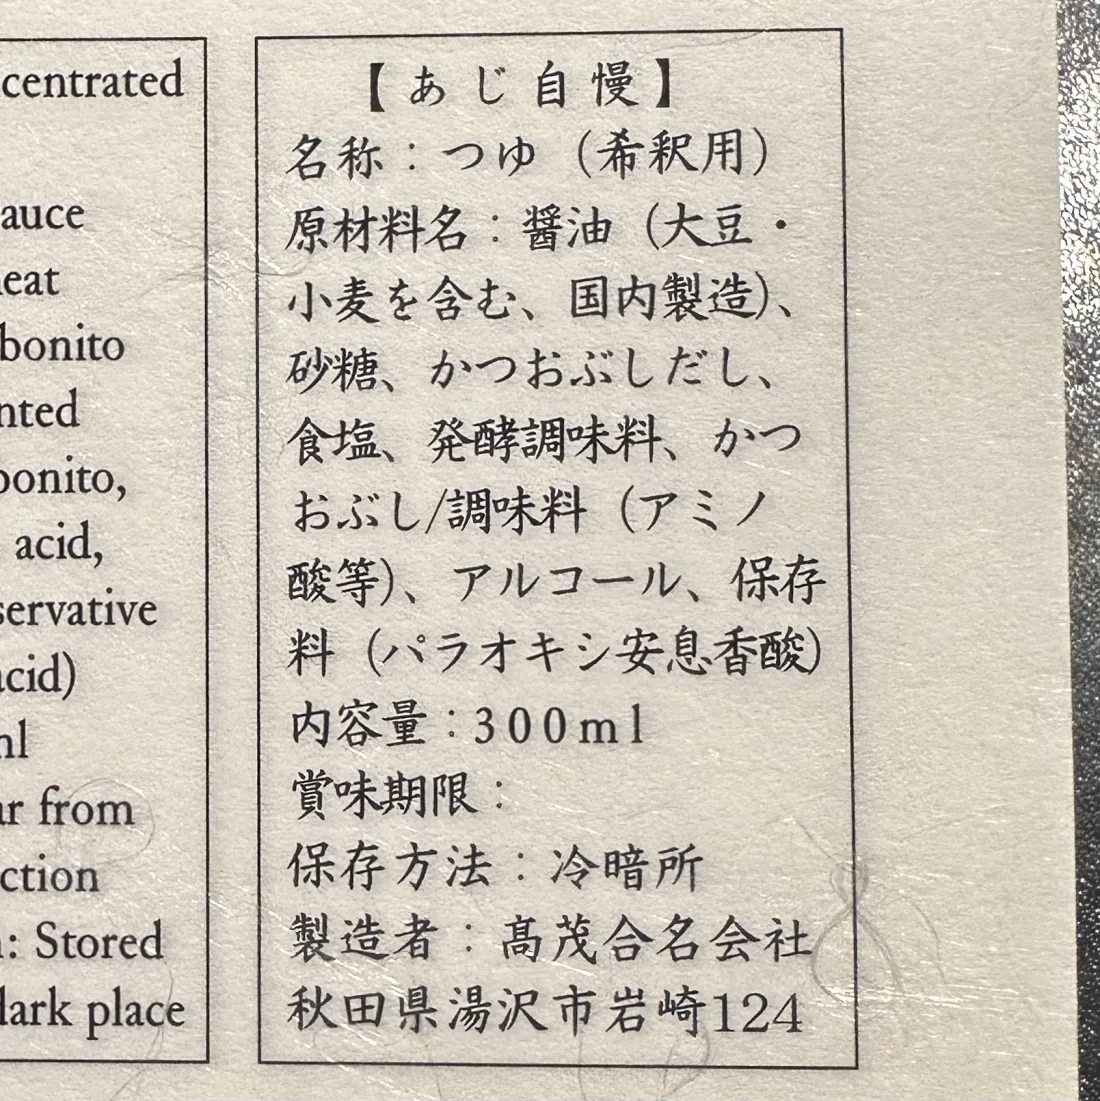 centrated
auce
eat
bonito
nted
bonito,
acid,
servative
acid)
ml
ar from
ction
n: Stored
dark place
【あじ自慢】
名称：つゆ（希釈用）
原材料名：醤油（大豆・
小麦を含む、国内製造）、
砂糖、かつおぶしだし、
食塩、発酵調味料、かつ
おぶし/調味料（アミノ
酸等）、アルコール、保存
料（パラオキシ安息香酸）
内容量：300ml
賞味期限：
保存方法：冷暗所
製造者：髙茂合名会社
秋田県湯沢市岩崎124